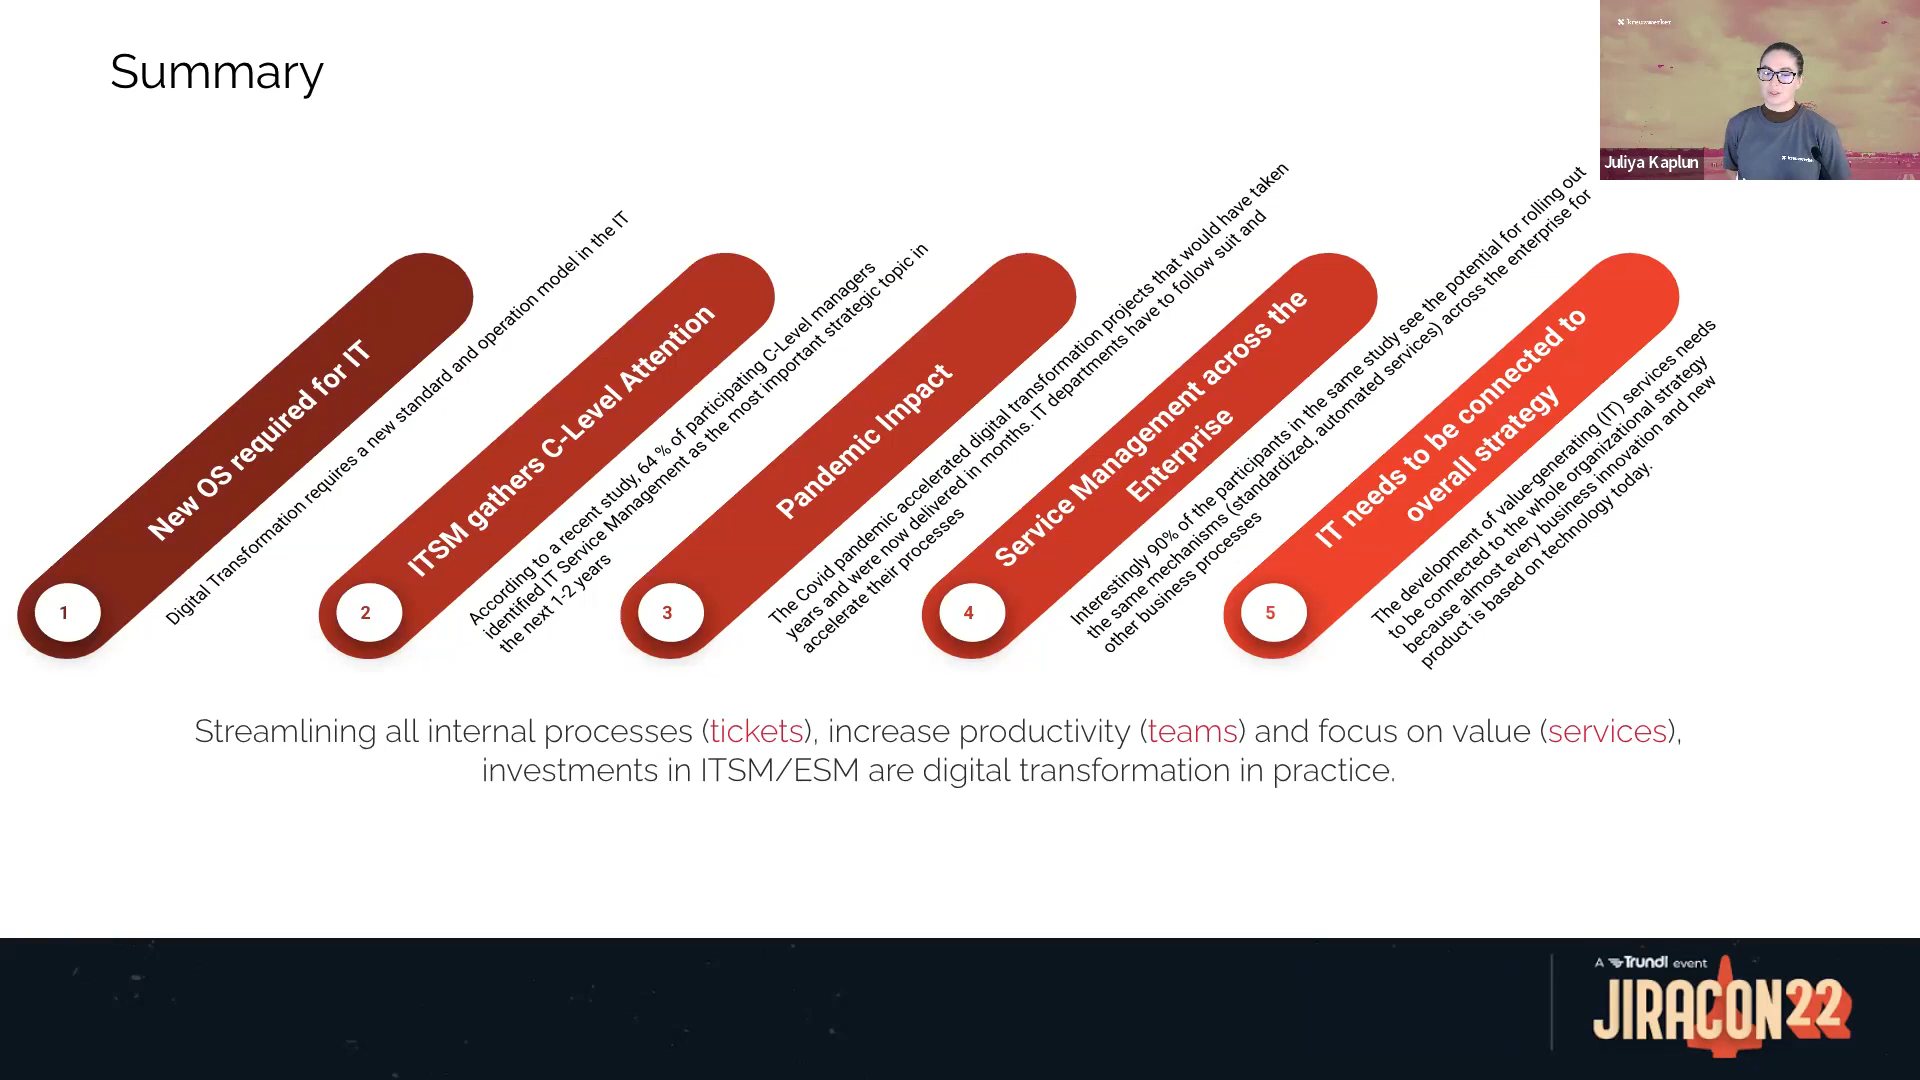 Summary
kreuzwerker
Juliya Kaplun
New OS required for IT
1
Digital Transformation requires a new standard and operation model in the IT
ITSM gathers C-Level Attention
2
According to a recent study, 64 % of participating C-Level managers
identified IT Service Management as the most important strategic topic in
the next 1-2 years
Pandemic Impact
3
The Covid pandemic accelerated digital transformation projects that would have taken
years and were now delivered in months. IT departments have to follow suit and
accelerate their processes
Service Management across the
Enterprise
4
Interestingly 90% of the participants in the same study see the potential for rolling out
the same mechanisms (standardized, automated services) across the enterprise for
other business processes
IT needs to be connected to
overall strategy
5
The development of value-generating (IT) services needs
to be connected to the whole organizational strategy
because almost every business innovation and new
product is based on technology today.
Streamlining all internal processes (tickets), increase productivity (teams) and focus on value (services),
investments in ITSM/ESM are digital transformation in practice.
A Trundl event
JIRACON22